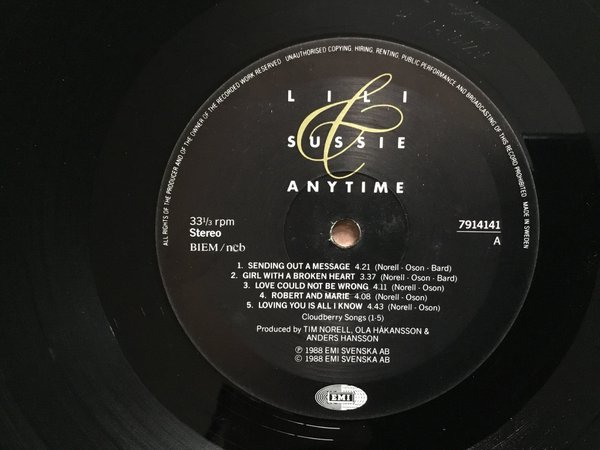 ALL RIGHTS OF THE PRODUCER AND OF THE OWNER OF THE RECORDED WORK RESERVED. UNAUTHORISED COPYING, HIRING, RENTING, PUBLIC PERFORMANCE AND BROADCASTING OF THIS RECORD PROHIBITED. MADE IN SWEDEN
LILI
&
SUSSIE
ANYTIME
33 1/3 rpm
Stereo
BIEM/ncb
7914141
A
1. SENDING OUT A MESSAGE 4.21 (Norell - Oson - Bard)
2. GIRL WITH A BROKEN HEART 3.37 (Norell - Oson - Bard)
3. LOVE COULD NOT BE WRONG 4.11 (Norell - Oson)
4. ROBERT AND MARIE 4.08 (Norell - Oson)
5. LOVING YOU IS ALL I KNOW 4.43 (Norell - Oson)
Cloudberry Songs (1-5)
Produced by TIM NORELL, OLA HÅKANSSON &
ANDERS HANSSON
℗ 1988 EMI SVENSKA AB
© 1988 EMI SVENSKA AB
EMI